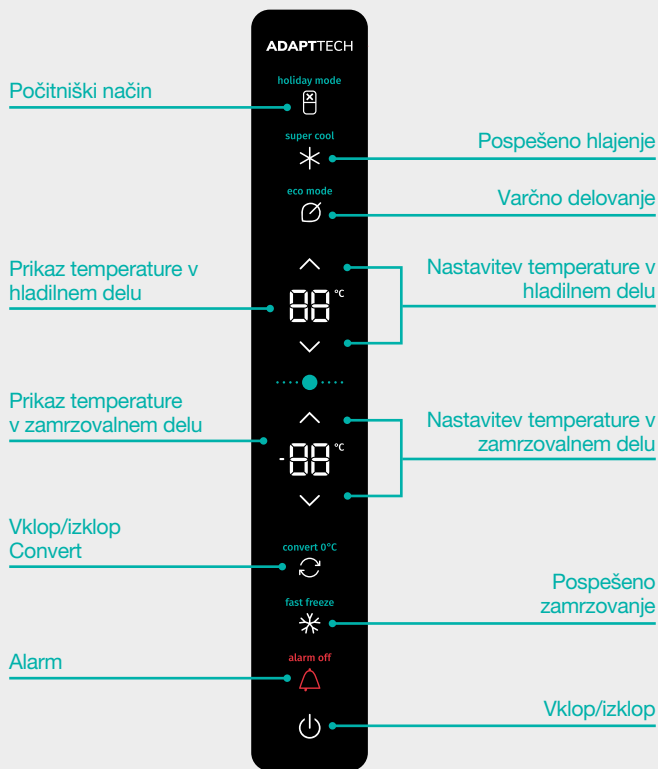 ADAPTTECH
holiday mode
Počitniški način
super cool
Pospešeno hlajenje
eco mode
Varčno delovanje
Prikaz temperature v
hladilnem delu
88 °C
Nastavitev temperature v
hladilnem delu
Prikaz temperature
v zamrzovalnem delu
-88 °C
Nastavitev temperature v
zamrzovalnem delu
Vklop/izklop
Convert
convert 0°C
fast freeze
Pospešeno
zamrzovanje
Alarm
alarm off
Vklop/izklop